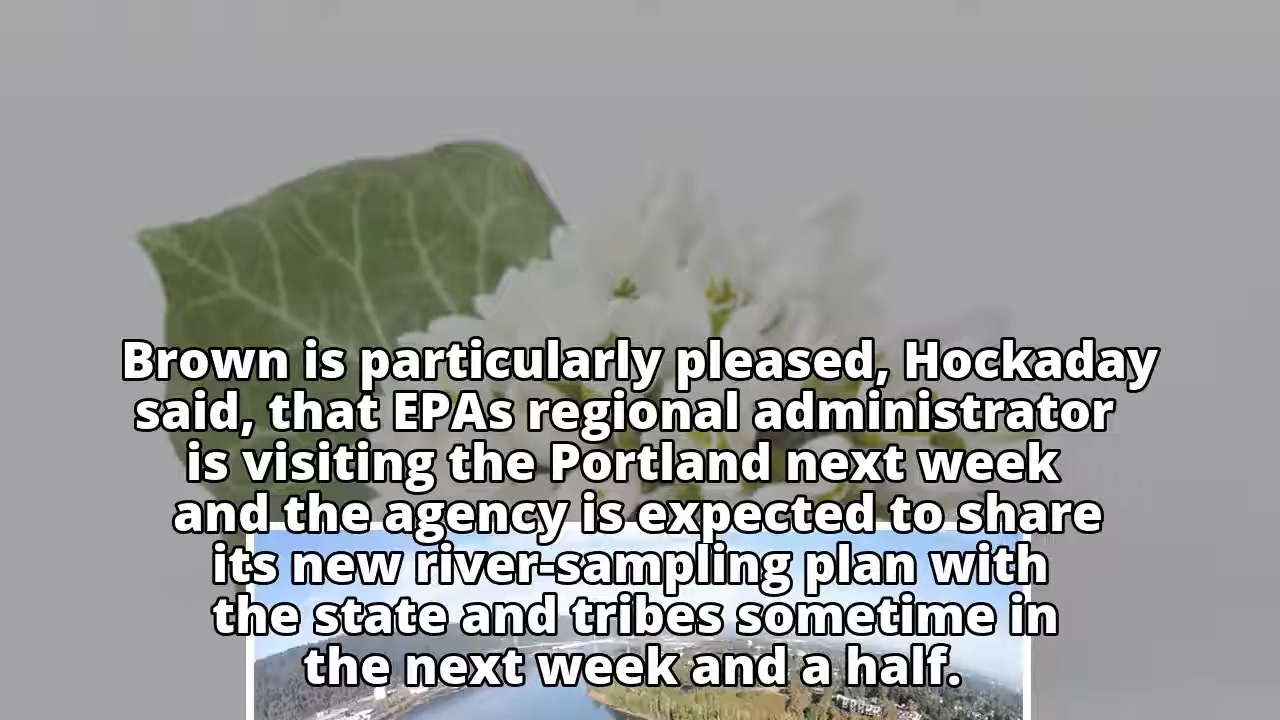 Brown is particularly pleased, Hockaday
said, that EPAs regional administrator
is visiting the Portland next week
and the agency is expected to share
its new river-sampling plan with
the state and tribes sometime in
the next week and a half.